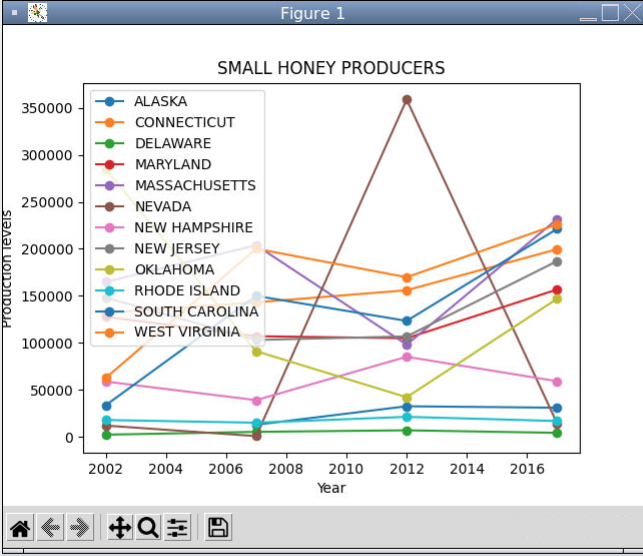 Figure 1
SMALL HONEY PRODUCERS
350000
300000
250000
200000
150000
100000
50000
0
Production levels
ALASKA
CONNECTICUT
DELAWARE
MARYLAND
MASSACHUSETTS
NEVADA
NEW HAMPSHIRE
NEW JERSEY
OKLAHOMA
RHODE ISLAND
SOUTH CAROLINA
WEST VIRGINIA
2002 2004 2006 2008 2010 2012 2014 2016
Year